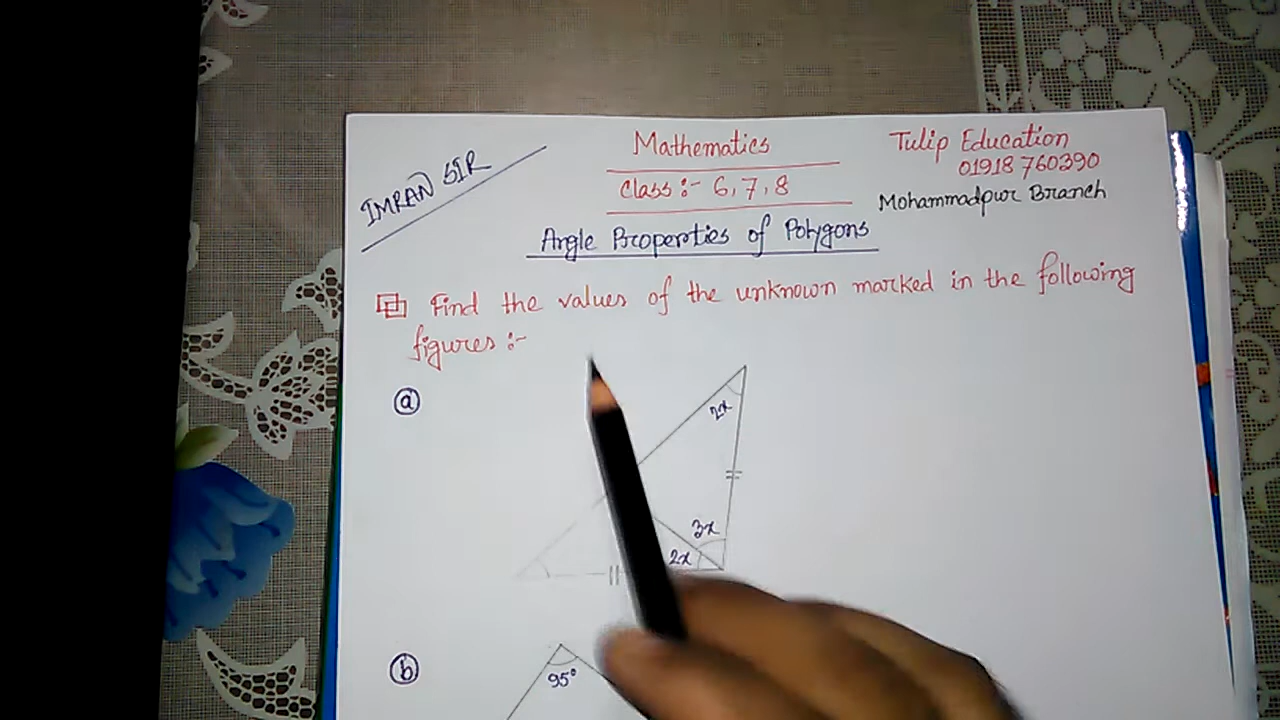 IMRAN SIR
Mathematics
Class :- 6, 7, 8
Tulip Education
01918 760390
Mohammadpur Branch
Angle Properties of Polygons
Find the values of the unknown marked in the following
figures :-
a
2x
3x
2x
b
95°